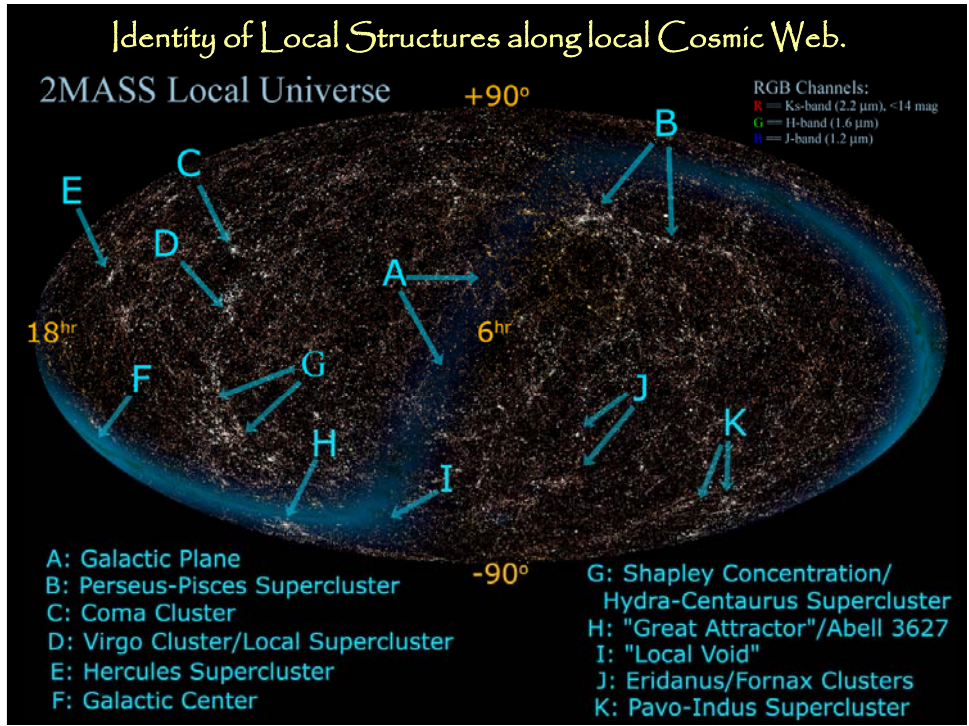 Identity of Local Structures along local Cosmic Web.
2MASS Local Universe
+90º
RGB Channels:
R == Ks-band (2.2 μm), <14 mag
G == H-band (1.6 μm)
B == J-band (1.2 μm)
B
C
E
D
A
18hr
6hr
G
F
J
K
H
I
-90º
A: Galactic Plane
B: Perseus-Pisces Supercluster
C: Coma Cluster
D: Virgo Cluster/Local Supercluster
E: Hercules Supercluster
F: Galactic Center
G: Shapley Concentration/
Hydra-Centaurus Supercluster
H: "Great Attractor"/Abell 3627
I: "Local Void"
J: Eridanus/Fornax Clusters
K: Pavo-Indus Supercluster